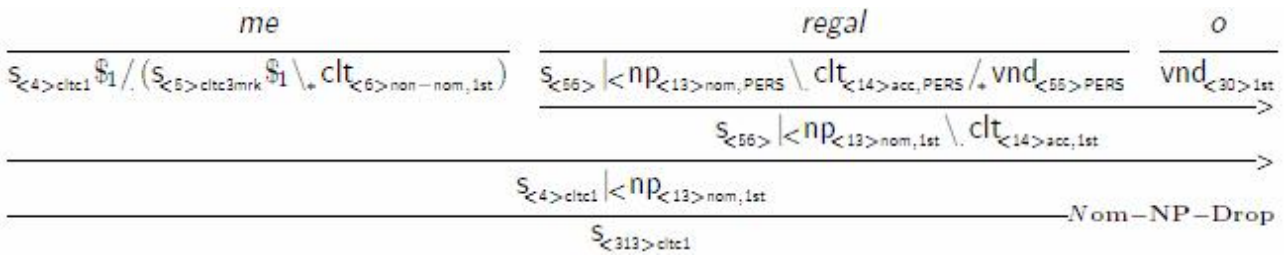 me regal o
s<4>cltc1$1/.(s<5>cltc3mrk$1\*clt<6>non−nom,1st) s<56>|<np<13>nom,PERS\.clt<14>acc,PERS/*vnd<55>PERS vnd<30>1st
>
s<56>|<np<13>nom,1st\.clt<14>acc,1st
>
s<4>cltc1|<np<13>nom,1st
Nom−NP−Drop
s<313>cltc1